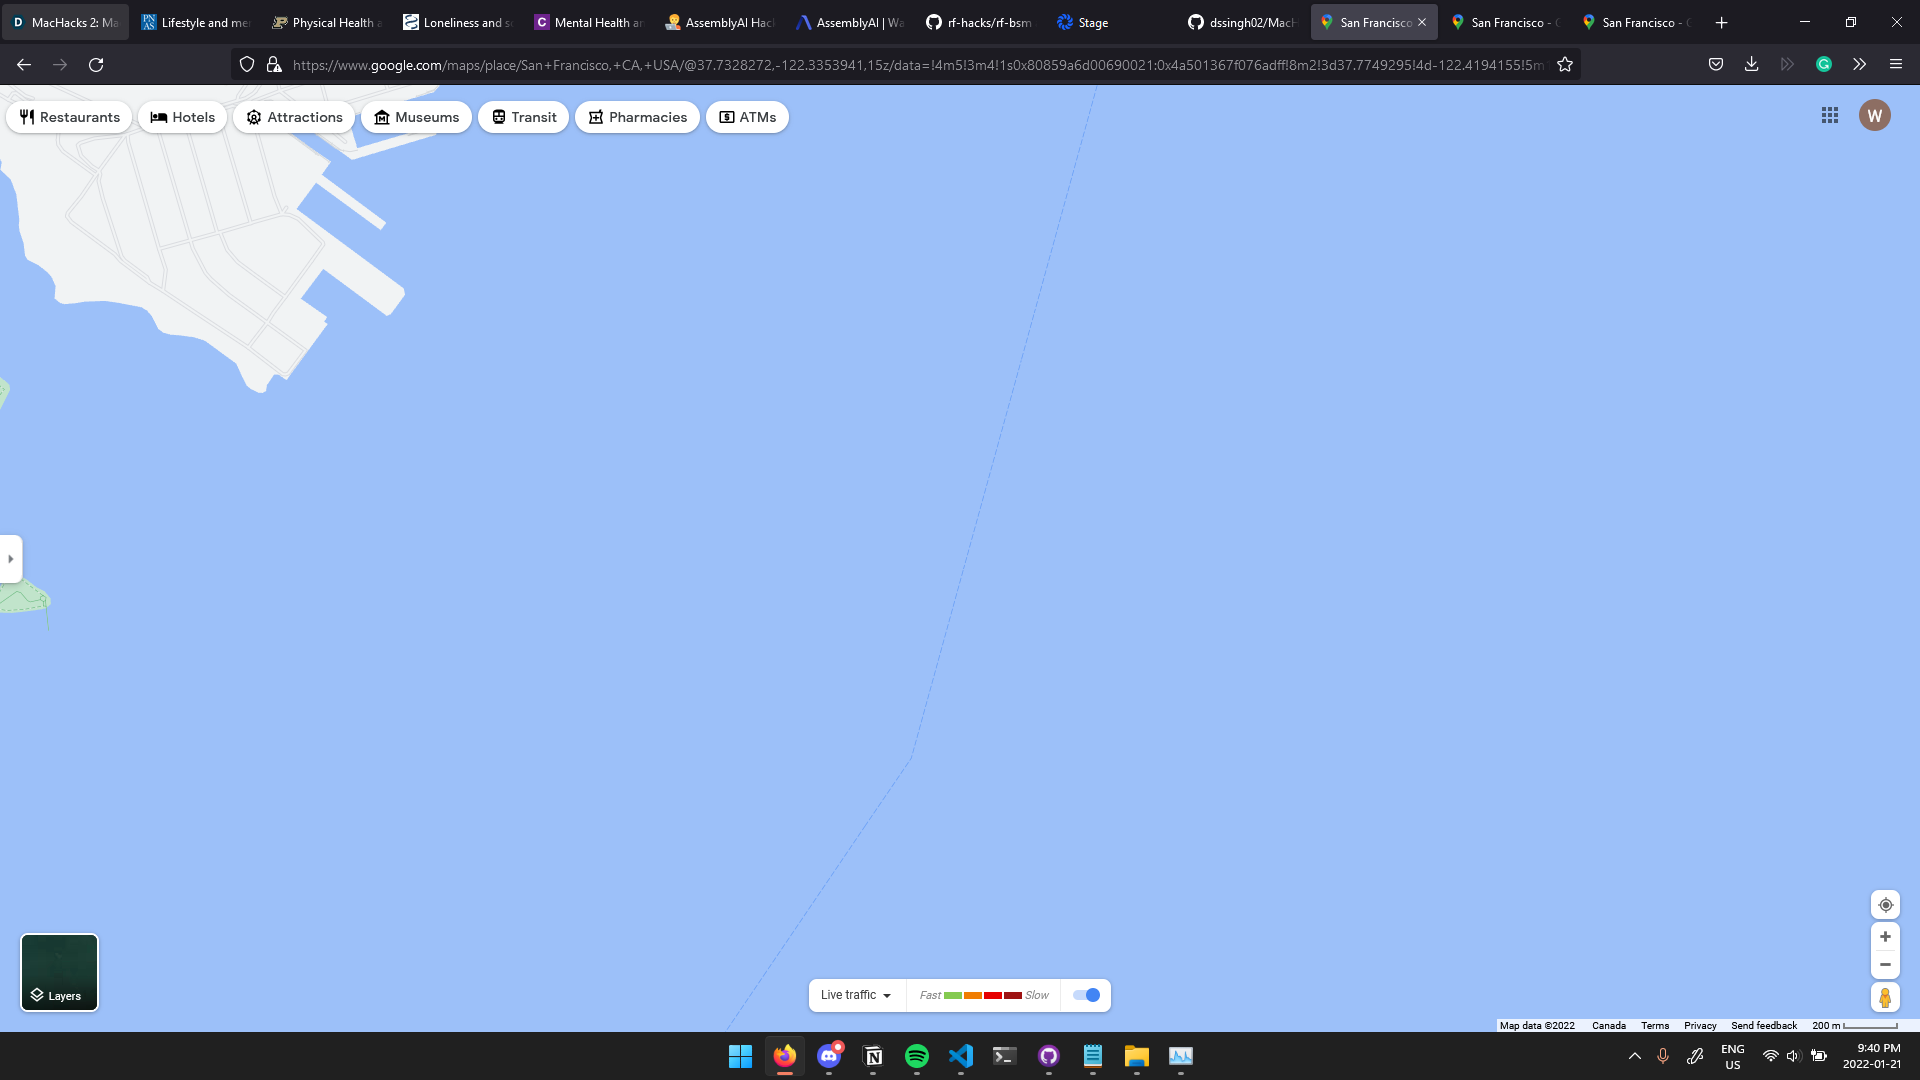 MacHacks 2: Ma
Lifestyle and me
Physical Health a
Loneliness and so
Mental Health an
AssemblyAI Hack
AssemblyAI | Wa
rf-hacks/rf-bsm
Stage
dssingh02/MacH
San Francisco
San Francisco - G
San Francisco - G
https://www.google.com/maps/place/San+Francisco,+CA,+USA/@37.7328272,-122.3353941,15z/data=!4m5!3m4!1s0x80859a6d00690021:0x4a501367f076adff!8m2!3d37.7749295!4d-122.4194155!5m1
Restaurants
Hotels
Attractions
Museums
Transit
Pharmacies
ATMs
W
Layers
Live traffic
Fast
Slow
Map data ©2022
Canada
Terms
Privacy
Send feedback
200 m
ENG
US
9:40 PM
2022-01-21